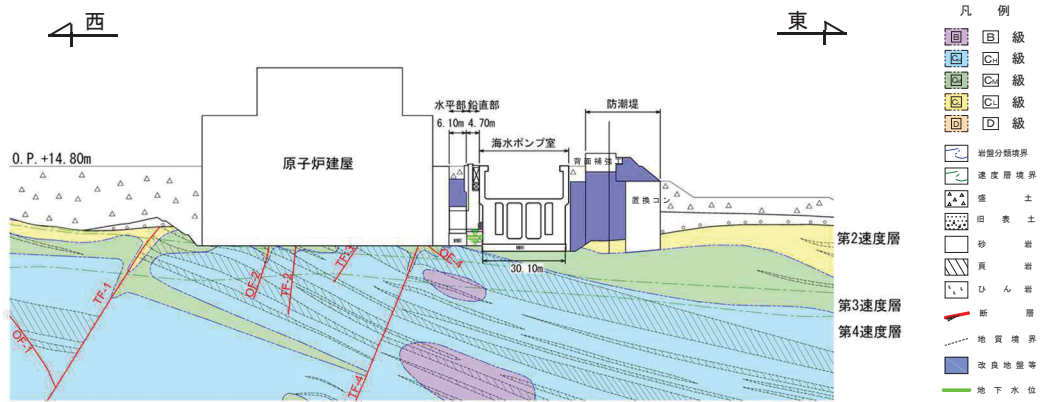 西
東
水平部 鉛直部
6.10m 4.70m
防潮堤
海水ポンプ室
O.P.+14.80m
原子炉建屋
背面補強工
置換コン
30.10m
第2速度層
第3速度層
第4速度層
OF-4
OF-2
TF-2
TF-1
OF-1
TF-4
凡 例
B B 級
CH CH 級
CM CM 級
CL CL 級
D D 級
岩盤分類境界
速度層境界
盛 土
旧 表 土
砂 岩
頁 岩
ひ ん 岩
断 層
地 質 境 界
改 良 地 盤 等
地 下 水 位